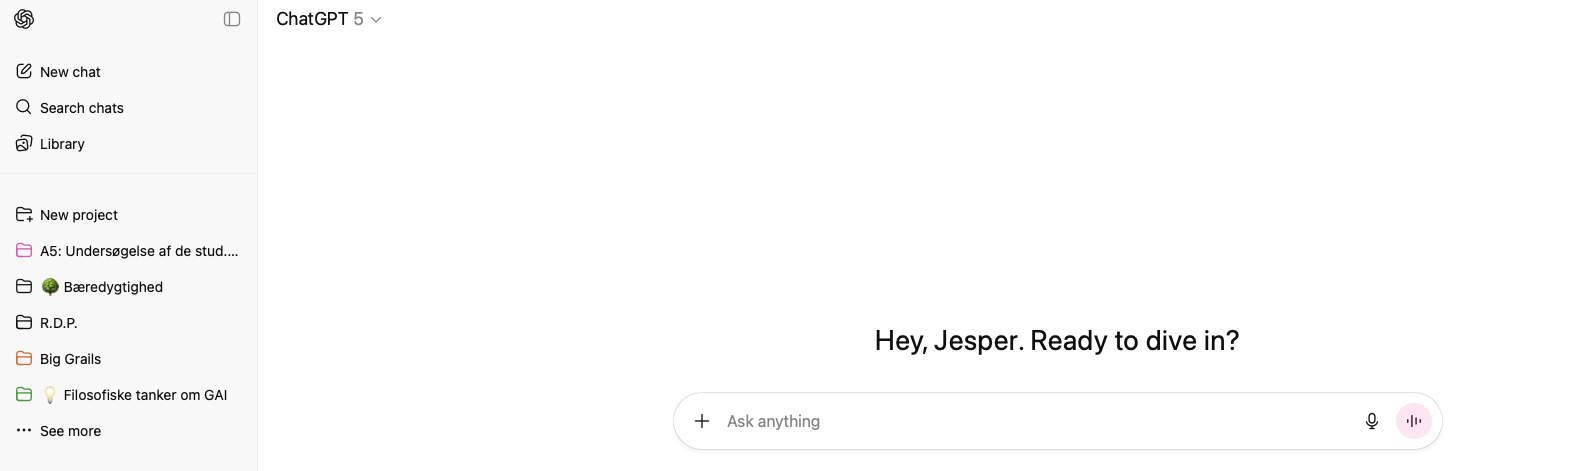 ChatGPT 5
New chat
Search chats
Library
New project
A5: Undersøgelse af de stud....
🌳 Bæredygtighed
R.D.P.
Big Grails
💡 Filosofiske tanker om GAI
See more
Hey, Jesper. Ready to dive in?
Ask anything